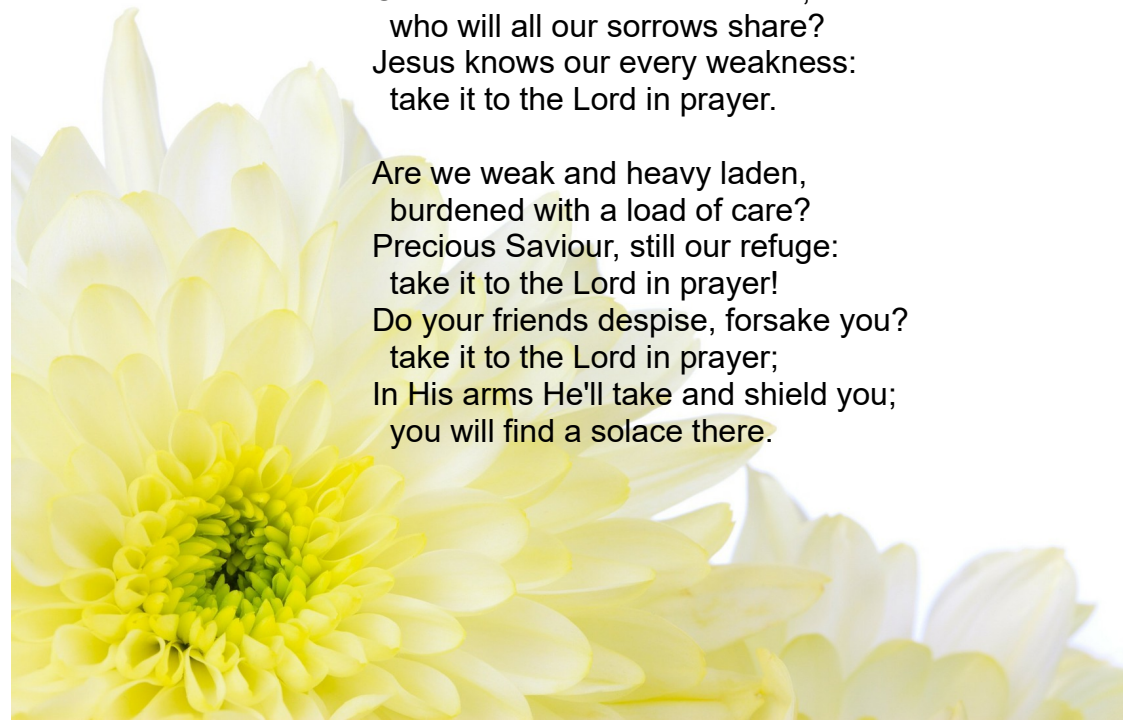 who will all our sorrows share?
Jesus knows our every weakness:
take it to the Lord in prayer.

Are we weak and heavy laden,
burdened with a load of care?
Precious Saviour, still our refuge:
take it to the Lord in prayer!
Do your friends despise, forsake you?
take it to the Lord in prayer;
In His arms He'll take and shield you;
you will find a solace there.